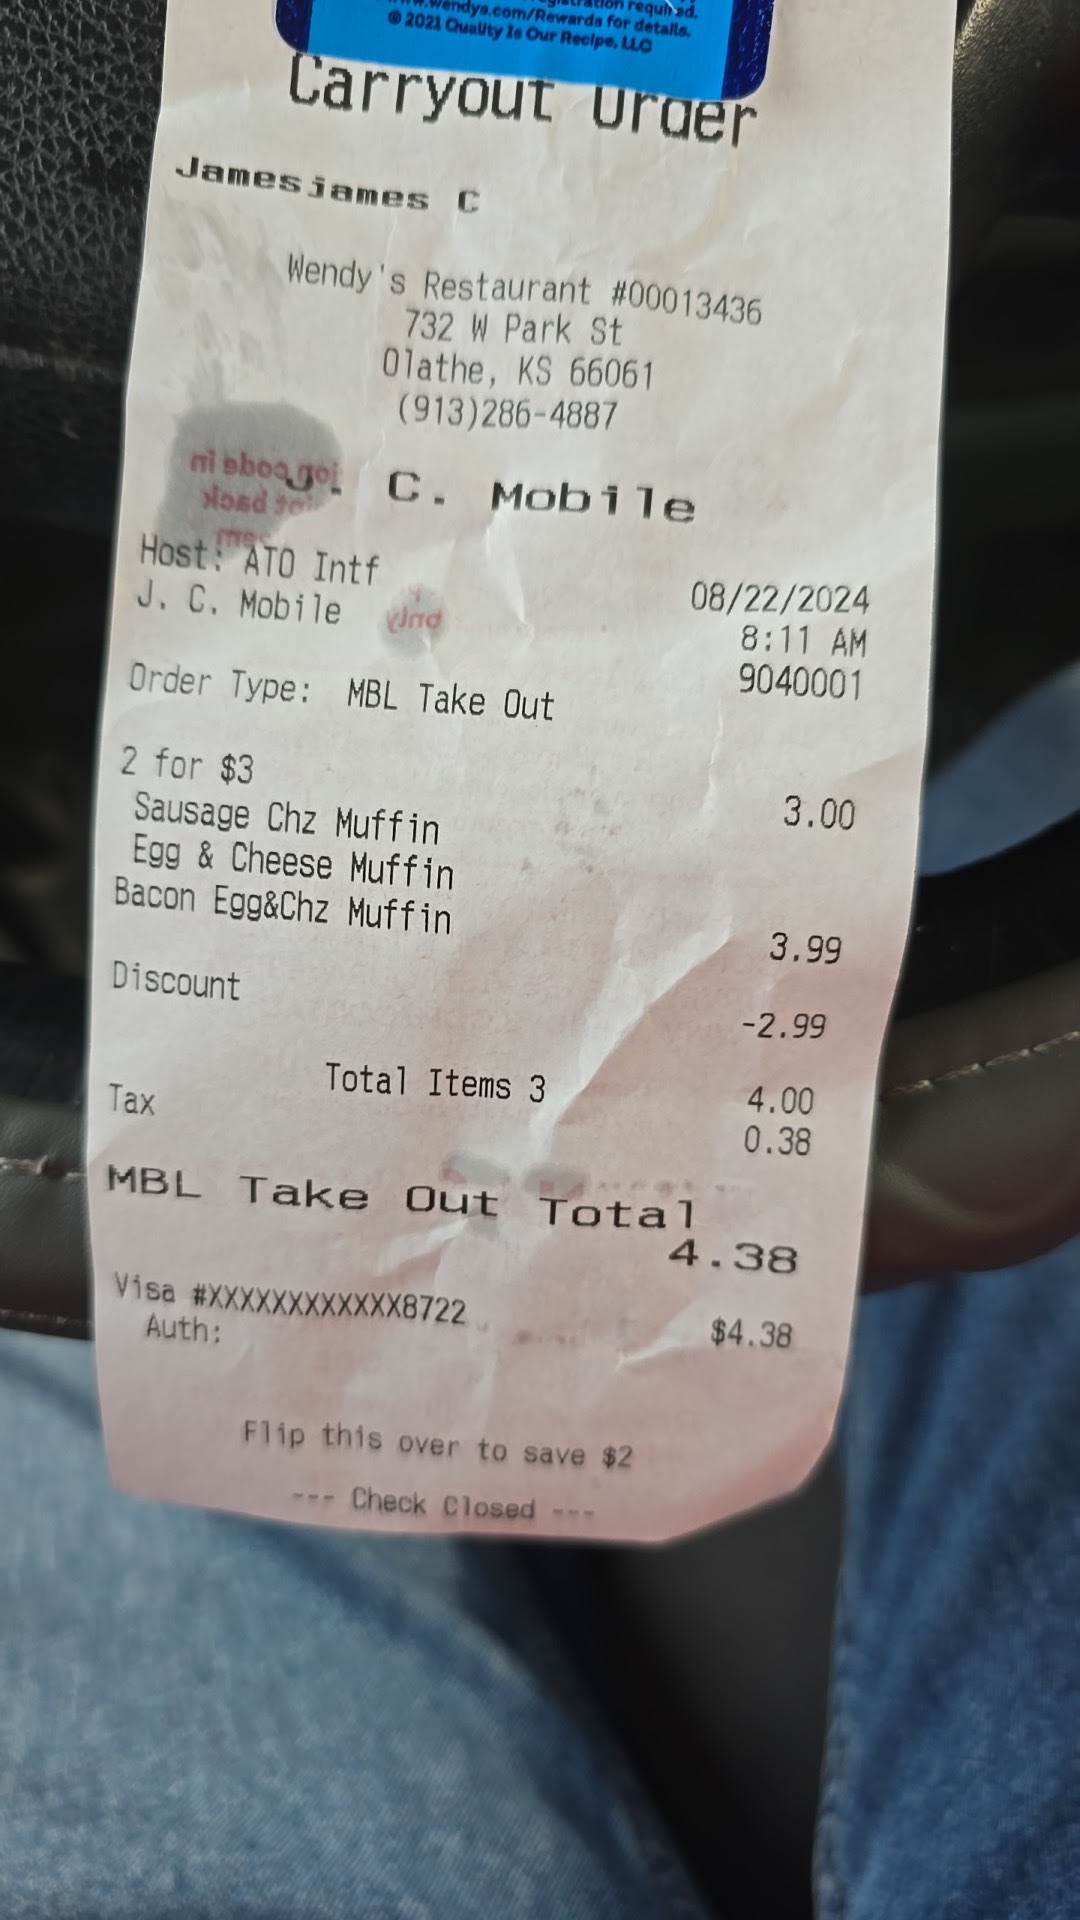 www.wendys.com/Rewards for details.
© 2021 Quality Is Our Recipe, LLC
Carryout Order
Jamesjames C
Wendy's Restaurant #00013436
732 W Park St
Olathe, KS 66061
(913)286-4887
J. C. Mobile
Host: ATO Intf
08/22/2024
J. C. Mobile
8:11 AM
9040001
Order Type: MBL Take Out
2 for $3
3.00
Sausage Chz Muffin
Egg & Cheese Muffin
Bacon Egg&Chz Muffin
3.99
Discount
-2.99
Total Items 3
4.00
Tax
0.38
MBL Take Out Total
4.38
Visa #XXXXXXXXXXXX8722
$4.38
Auth:
Flip this over to save $2
--- Check Closed ---